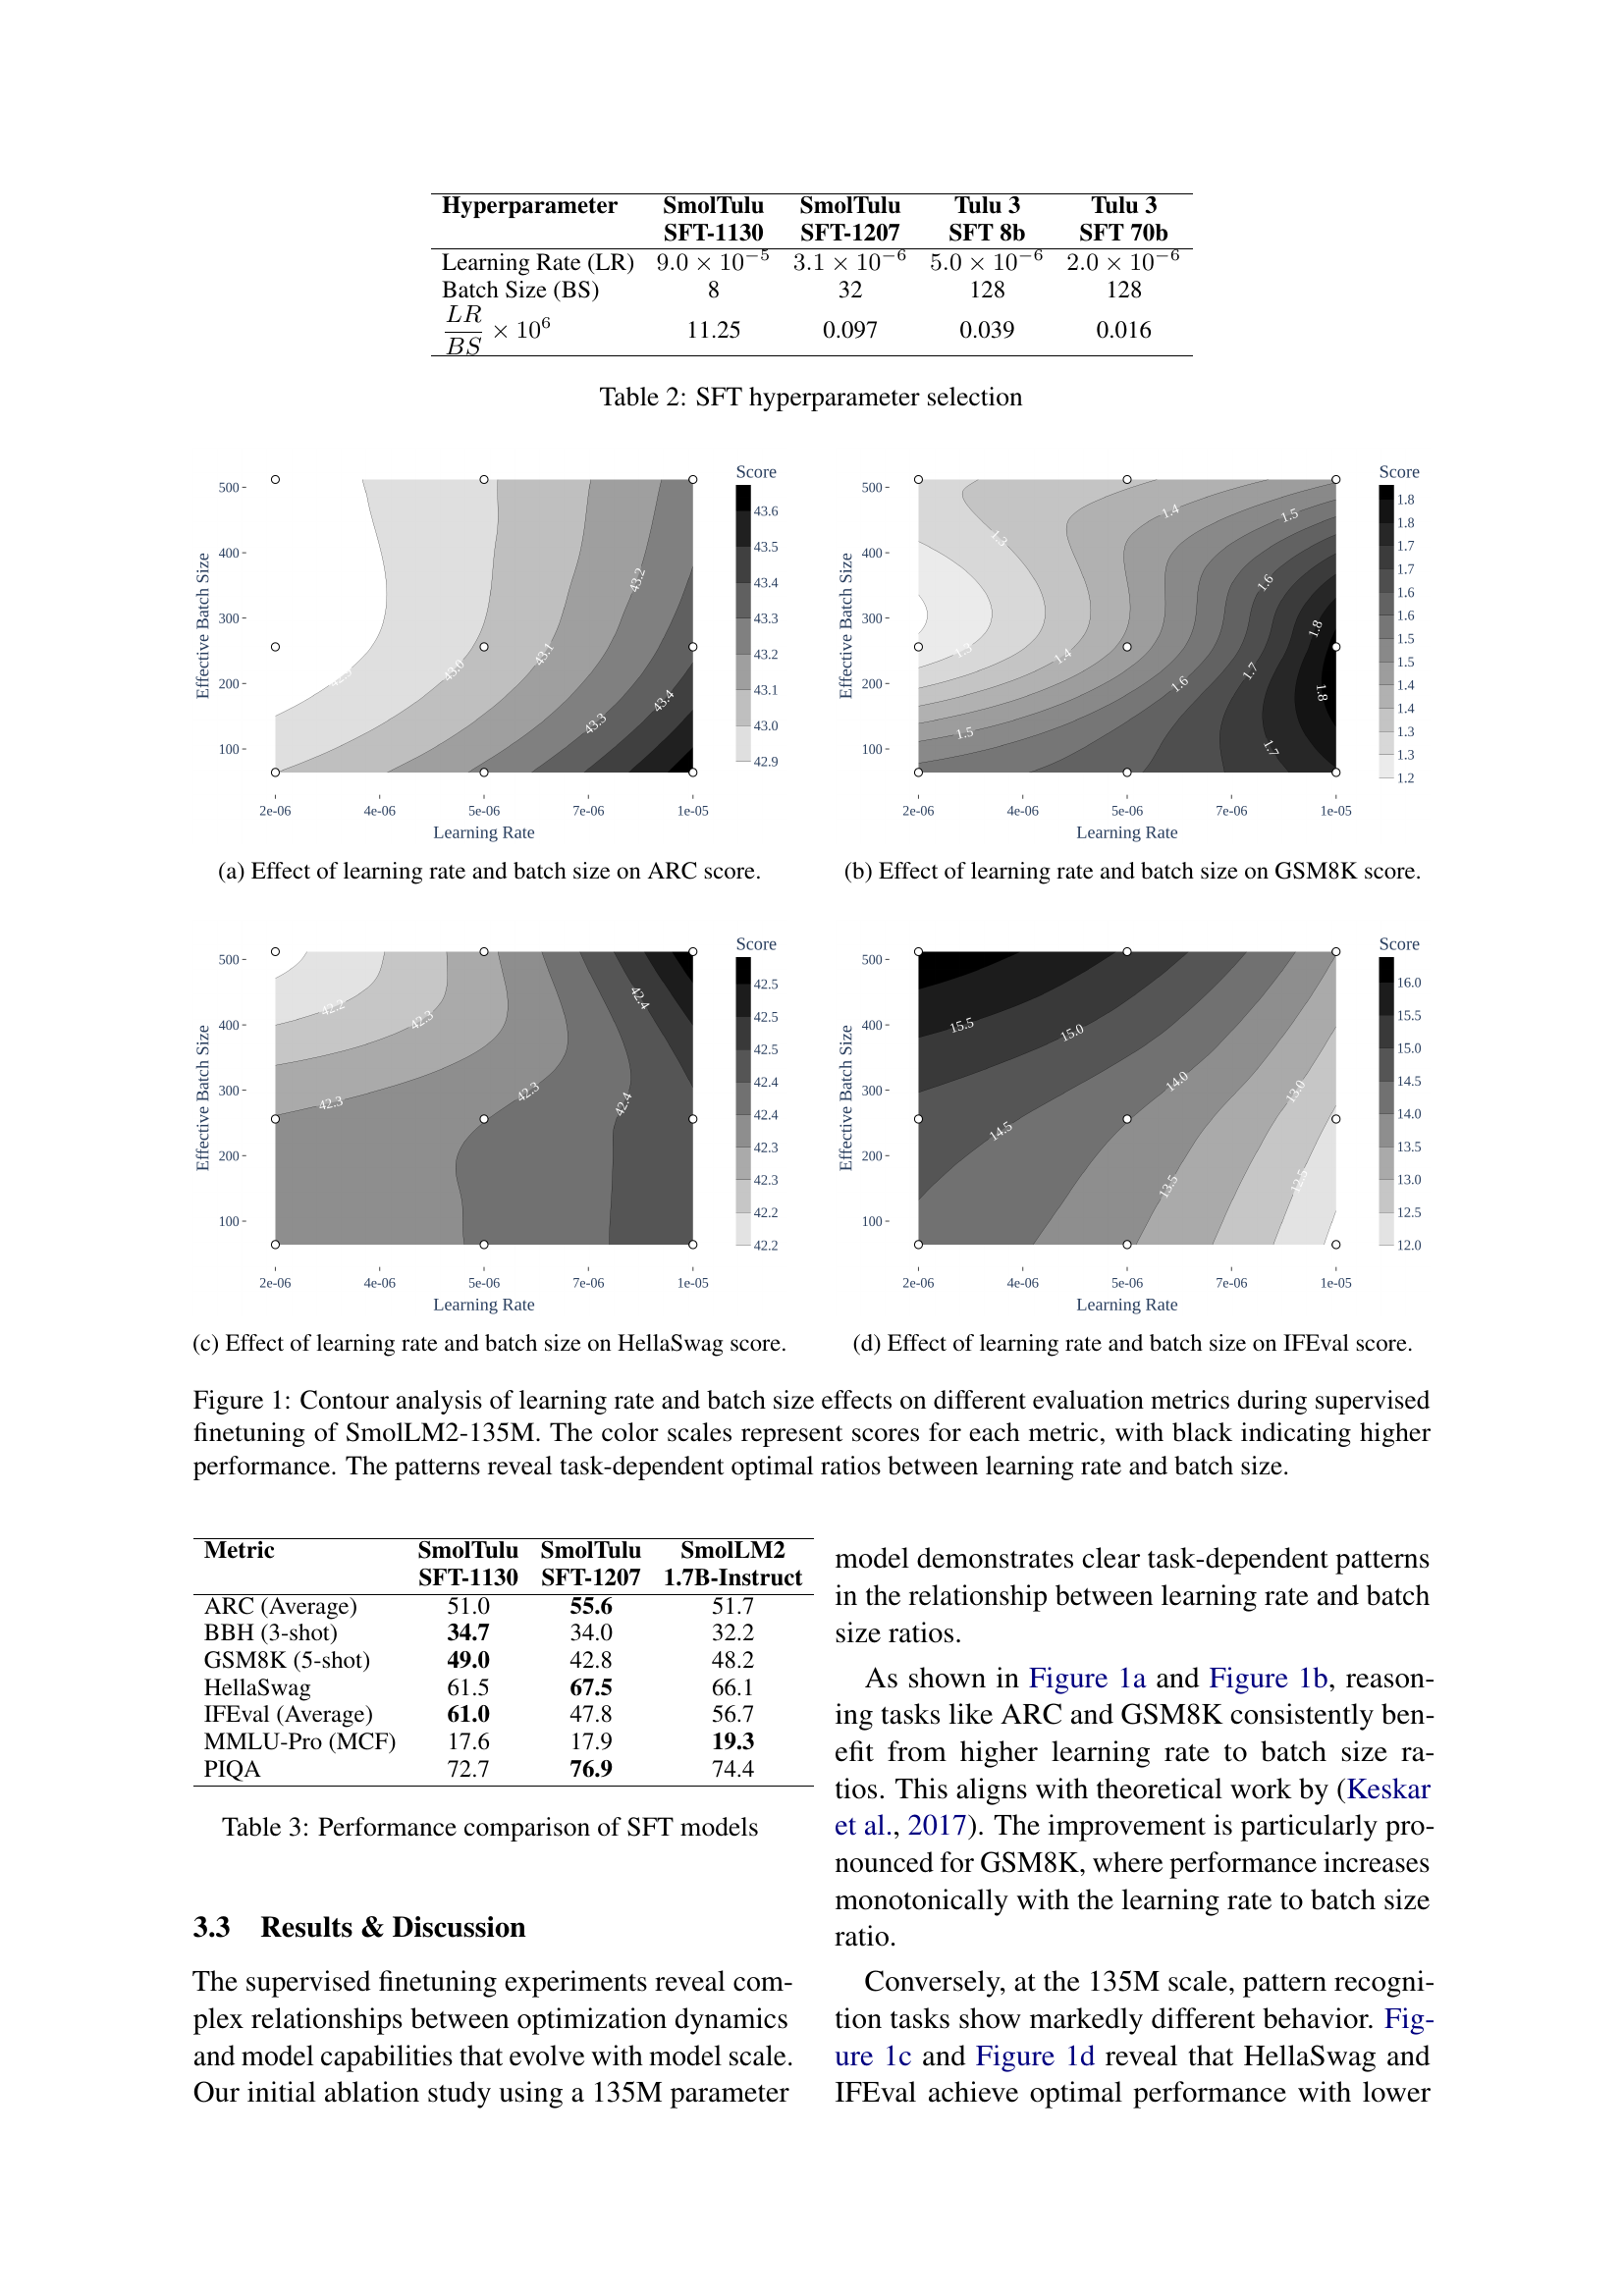 Hyperparameter SmolTulu SmolTulu Tulu 3 Tulu 3
SFT-1130 SFT-1207 SFT 8b SFT 70b
Learning Rate (LR) 9.0 × 10⁻⁵ 3.1 × 10⁻⁶ 5.0 × 10⁻⁶ 2.0 × 10⁻⁶
Batch Size (BS) 8 32 128 128
LR/BS × 10⁶ 11.25 0.097 0.039 0.016
Table 2: SFT hyperparameter selection
Score
500
400
300
200
100
Effective Batch Size
43.2
43.1
43.0
43.4
43.3
43.6
43.5
43.4
43.3
43.2
43.1
43.0
42.9
2e-06 4e-06 5e-06 7e-06 1e-05
Learning Rate
(a) Effect of learning rate and batch size on ARC score.
Score
500
400
300
200
100
Effective Batch Size
1.4
1.5
1.3
1.6
1.8
1.3
1.4
1.6
1.7
1.8
1.5
1.7
1.8
1.8
1.7
1.7
1.6
1.6
1.5
1.5
1.4
1.4
1.3
1.3
1.2
2e-06 4e-06 5e-06 7e-06 1e-05
Learning Rate
(b) Effect of learning rate and batch size on GSM8K score.
Score
500
400
300
200
100
Effective Batch Size
42.2
42.3
42.4
42.3
42.3
42.4
42.5
42.5
42.5
42.4
42.4
42.3
42.3
42.2
42.2
2e-06 4e-06 5e-06 7e-06 1e-05
Learning Rate
(c) Effect of learning rate and batch size on HellaSwag score.
Score
500
400
300
200
100
Effective Batch Size
15.5
15.0
14.0
13.0
14.5
13.5
12.5
16.0
15.5
15.0
14.5
14.0
13.5
13.0
12.5
12.0
2e-06 4e-06 5e-06 7e-06 1e-05
Learning Rate
(d) Effect of learning rate and batch size on IFEval score.
Figure 1: Contour analysis of learning rate and batch size effects on different evaluation metrics during supervised
finetuning of SmolLM2-135M. The color scales represent scores for each metric, with black indicating higher
performance. The patterns reveal task-dependent optimal ratios between learning rate and batch size.
Metric SmolTulu SmolTulu SmolLM2
SFT-1130 SFT-1207 1.7B-Instruct
ARC (Average) 51.0 55.6 51.7
BBH (3-shot) 34.7 34.0 32.2
GSM8K (5-shot) 49.0 42.8 48.2
HellaSwag 61.5 67.5 66.1
IFEval (Average) 61.0 47.8 56.7
MMLU-Pro (MCF) 17.6 17.9 19.3
PIQA 72.7 76.9 74.4
Table 3: Performance comparison of SFT models
3.3 Results & Discussion
The supervised finetuning experiments reveal com-
plex relationships between optimization dynamics
and model capabilities that evolve with model scale.
Our initial ablation study using a 135M parameter
model demonstrates clear task-dependent patterns
in the relationship between learning rate and batch
size ratios.
As shown in Figure 1a and Figure 1b, reason-
ing tasks like ARC and GSM8K consistently ben-
efit from higher learning rate to batch size ra-
tios. This aligns with theoretical work by (Keskar
et al., 2017). The improvement is particularly pro-
nounced for GSM8K, where performance increases
monotonically with the learning rate to batch size
ratio.
Conversely, at the 135M scale, pattern recogni-
tion tasks show markedly different behavior. Fig-
ure 1c and Figure 1d reveal that HellaSwag and
IFEval achieve optimal performance with lower